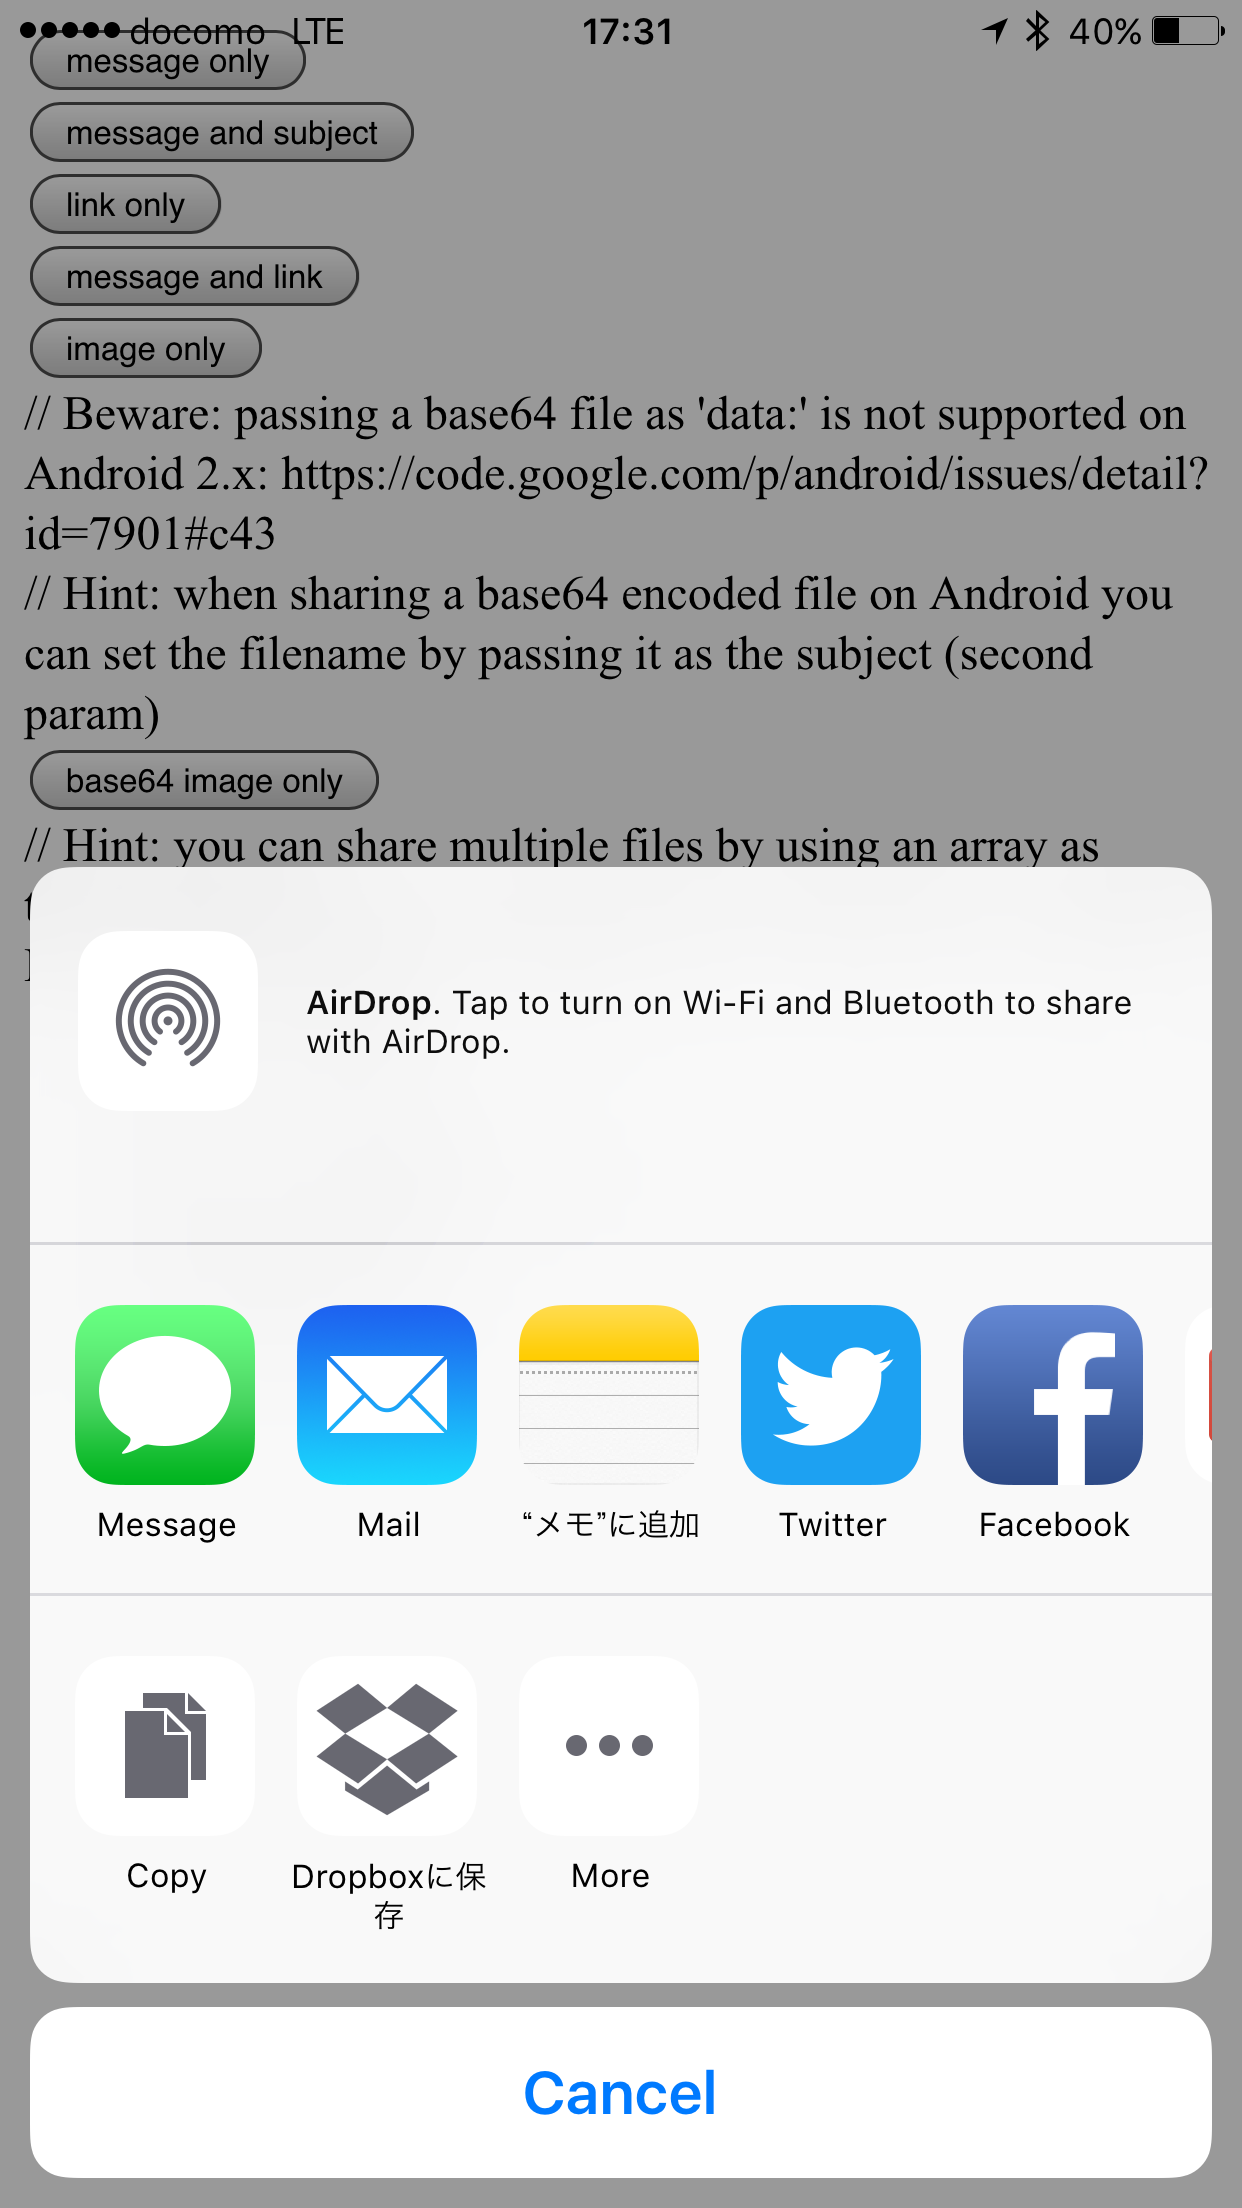 docomo LTE 17:31 40%
message only
message and subject
link only
message and link
image only
// Beware: passing a base64 file as 'data:' is not supported on
Android 2.x: https://code.google.com/p/android/issues/detail?
id=7901#c43
// Hint: when sharing a base64 encoded file on Android you
can set the filename by passing it as the subject (second
param)
base64 image only
// Hint: you can share multiple files by using an array as
AirDrop. Tap to turn on Wi-Fi and Bluetooth to share
with AirDrop.
Message
Mail
“メモ”に追加
Twitter
Facebook
Copy
Dropboxに保
存
More
Cancel